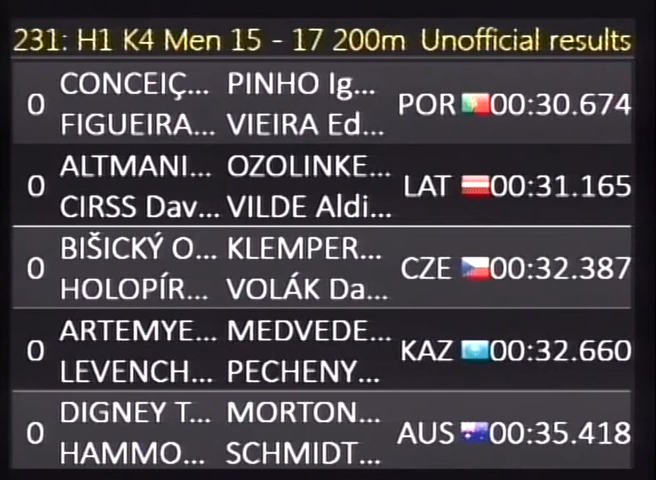 231: H1 K4 Men 15 - 17 200m Unofficial results
0 CONCEIÇ... PINHO Ig... POR 00:30.674
FIGUEIRA... VIEIRA Ed...
0 ALTMANI... OZOLINKE... LAT 00:31.165
CIRSS Dav... VILDE Aldi...
0 BIŠICKÝ O... KLEMPER... CZE 00:32.387
HOLOPÍR... VOLÁK Da...
0 ARTEMYE... MEDVEDE... KAZ 00:32.660
LEVENCH... PECHENY...
0 DIGNEY T... MORTON... AUS 00:35.418
HAMMO... SCHMIDT...